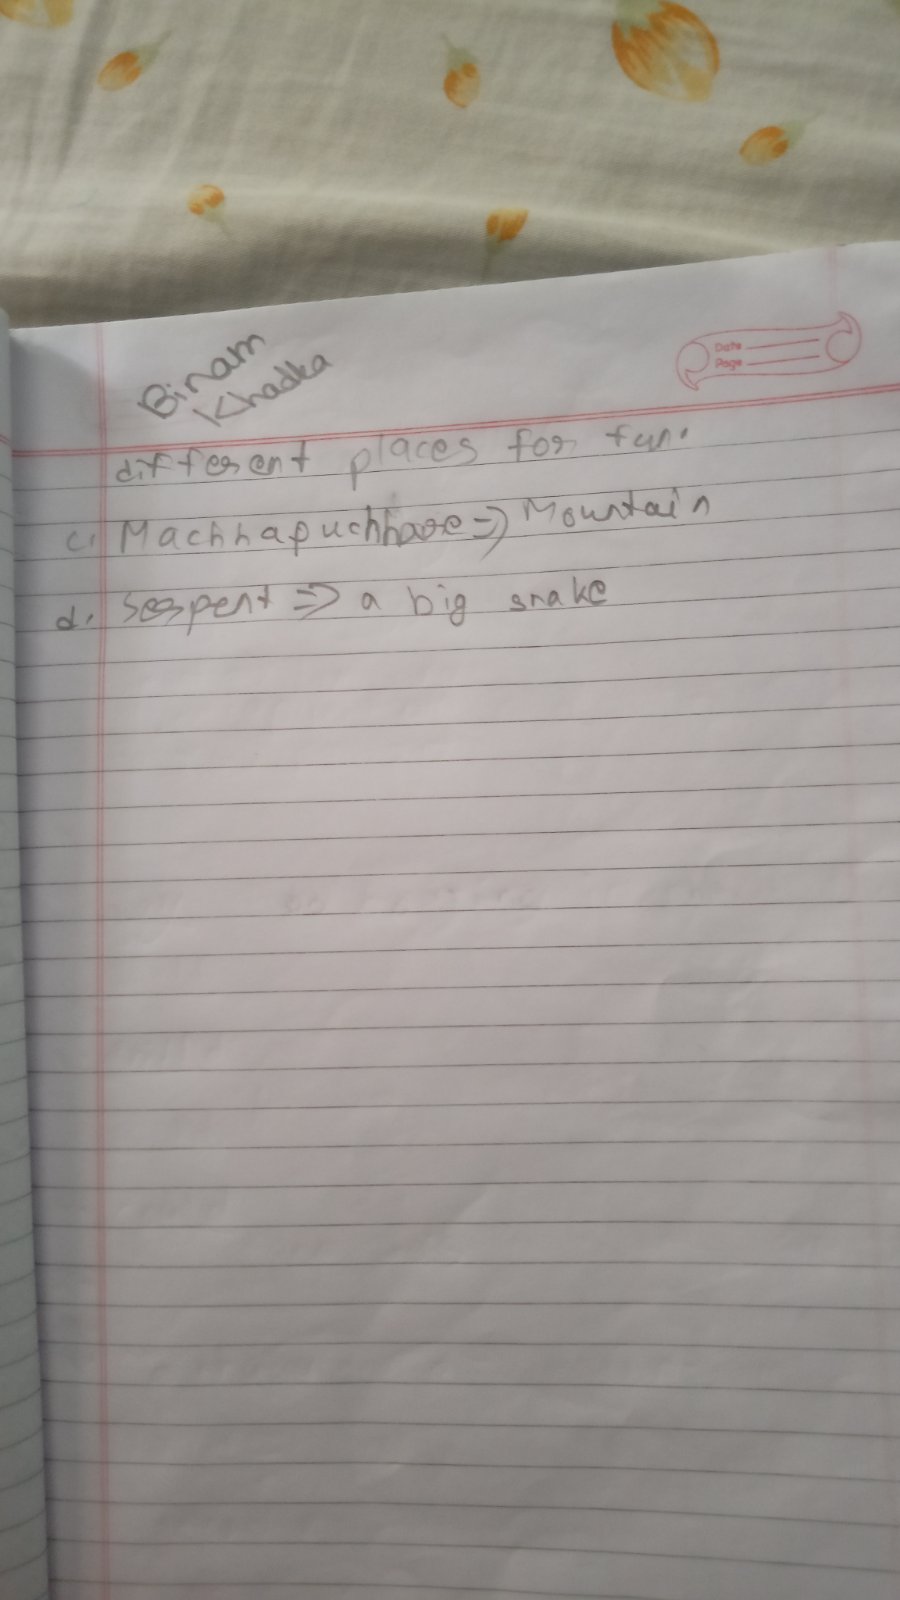 Binam
Khadka
Date
Page
different places for fun.
c. Machhapuchhare => Mountain
d. Serpent => a big snake